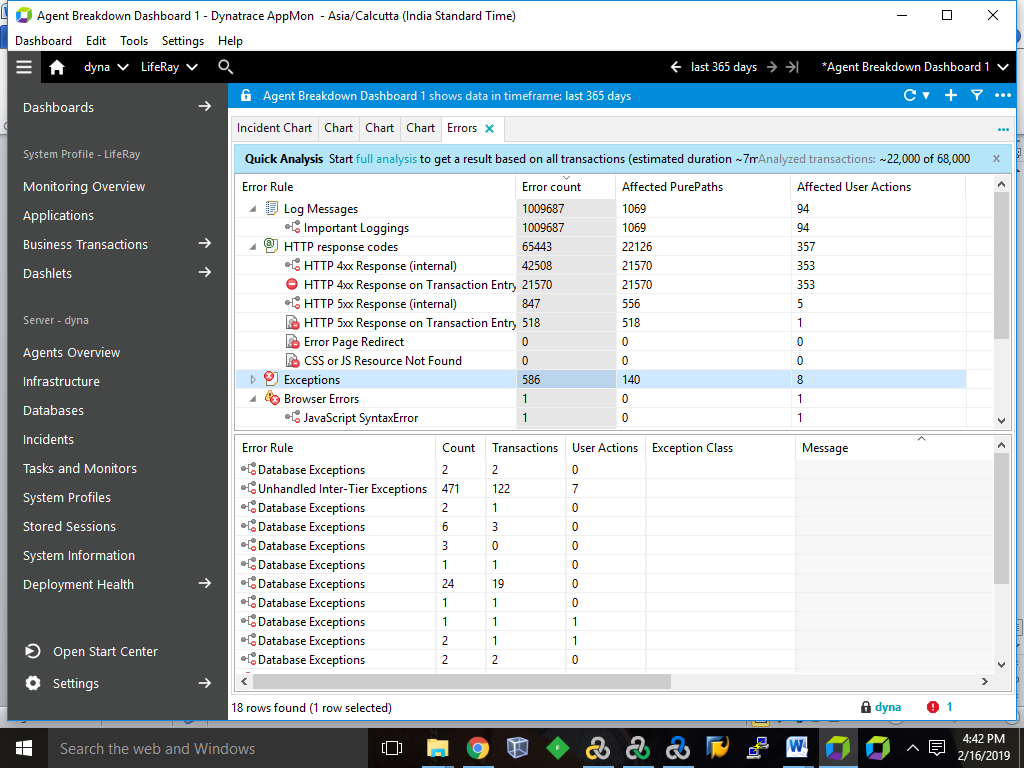 Agent Breakdown Dashboard 1 - Dynatrace AppMon - Asia/Calcutta (India Standard Time)
Dashboard Edit Tools Settings Help
dyna LifeRay last 365 days *Agent Breakdown Dashboard 1
Agent Breakdown Dashboard 1 shows data in timeframe: last 365 days
Dashboards
System Profile - LifeRay
Monitoring Overview
Applications
Business Transactions
Dashlets
Server - dyna
Agents Overview
Infrastructure
Databases
Incidents
Tasks and Monitors
System Profiles
Stored Sessions
System Information
Deployment Health
Open Start Center
Settings
Incident Chart Chart Chart Chart Errors
Quick Analysis Start full analysis to get a result based on all transactions (estimated duration ~7m Analyzed transactions: ~22,000 of 68,000
Error Rule Error count Affected PurePaths Affected User Actions
Log Messages 1009687 1069 94
Important Loggings 1009687 1069 94
HTTP response codes 65443 22126 357
HTTP 4xx Response (internal) 42508 21570 353
HTTP 4xx Response on Transaction Entry 21570 21570 353
HTTP 5xx Response (internal) 847 556 5
HTTP 5xx Response on Transaction Entry 518 518 1
Error Page Redirect 0 0 0
CSS or JS Resource Not Found 0 0 0
Exceptions 586 140 8
Browser Errors 1 0 1
JavaScript SyntaxError 1 0 1
Error Rule Count Transactions User Actions Exception Class Message
Database Exceptions 2 2 0
Unhandled Inter-Tier Exceptions 471 122 7
Database Exceptions 2 1 0
Database Exceptions 6 3 0
Database Exceptions 3 0 0
Database Exceptions 1 1 0
Database Exceptions 24 19 0
Database Exceptions 1 1 0
Database Exceptions 1 1 1
Database Exceptions 2 1 1
Database Exceptions 2 2 0
18 rows found (1 row selected)
dyna 1
Search the web and Windows
4:42 PM
2/16/2019